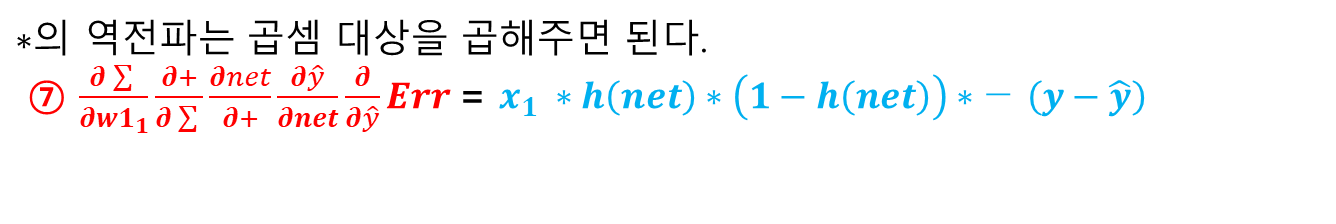 *의 역전파는 곱셈 대상을 곱해주면 된다.
⑦ ∂∑/∂w1₁ ∂+/∂∑ ∂net/∂+ ∂ŷ/∂net ∂/∂ŷ Err = x₁ * h(net) * (1 − h(net)) * − (y − ŷ)